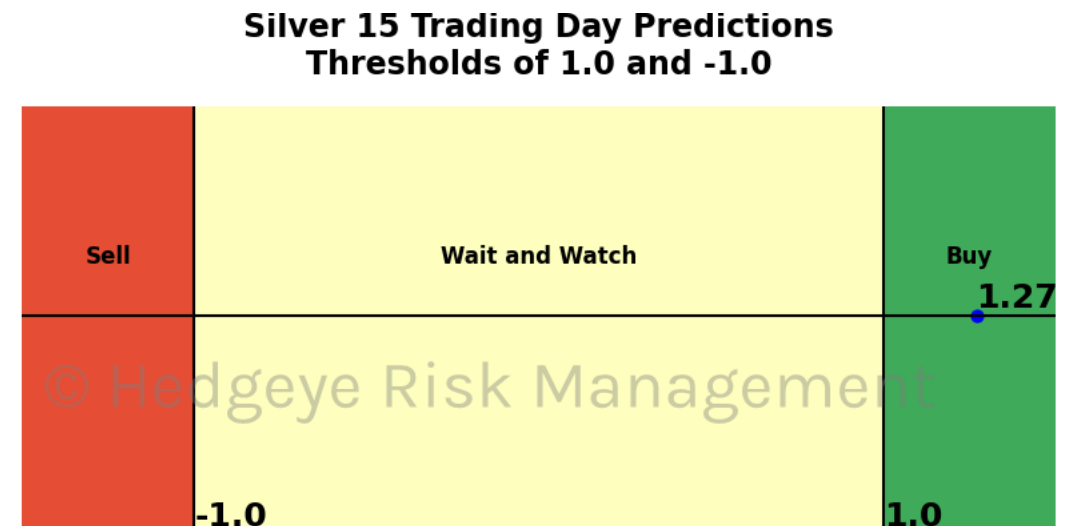 Silver 15 Trading Day Predictions
Thresholds of 1.0 and -1.0
Sell
Wait and Watch
Buy
1.27
© Hedgeye Risk Management
-1.0
1.0